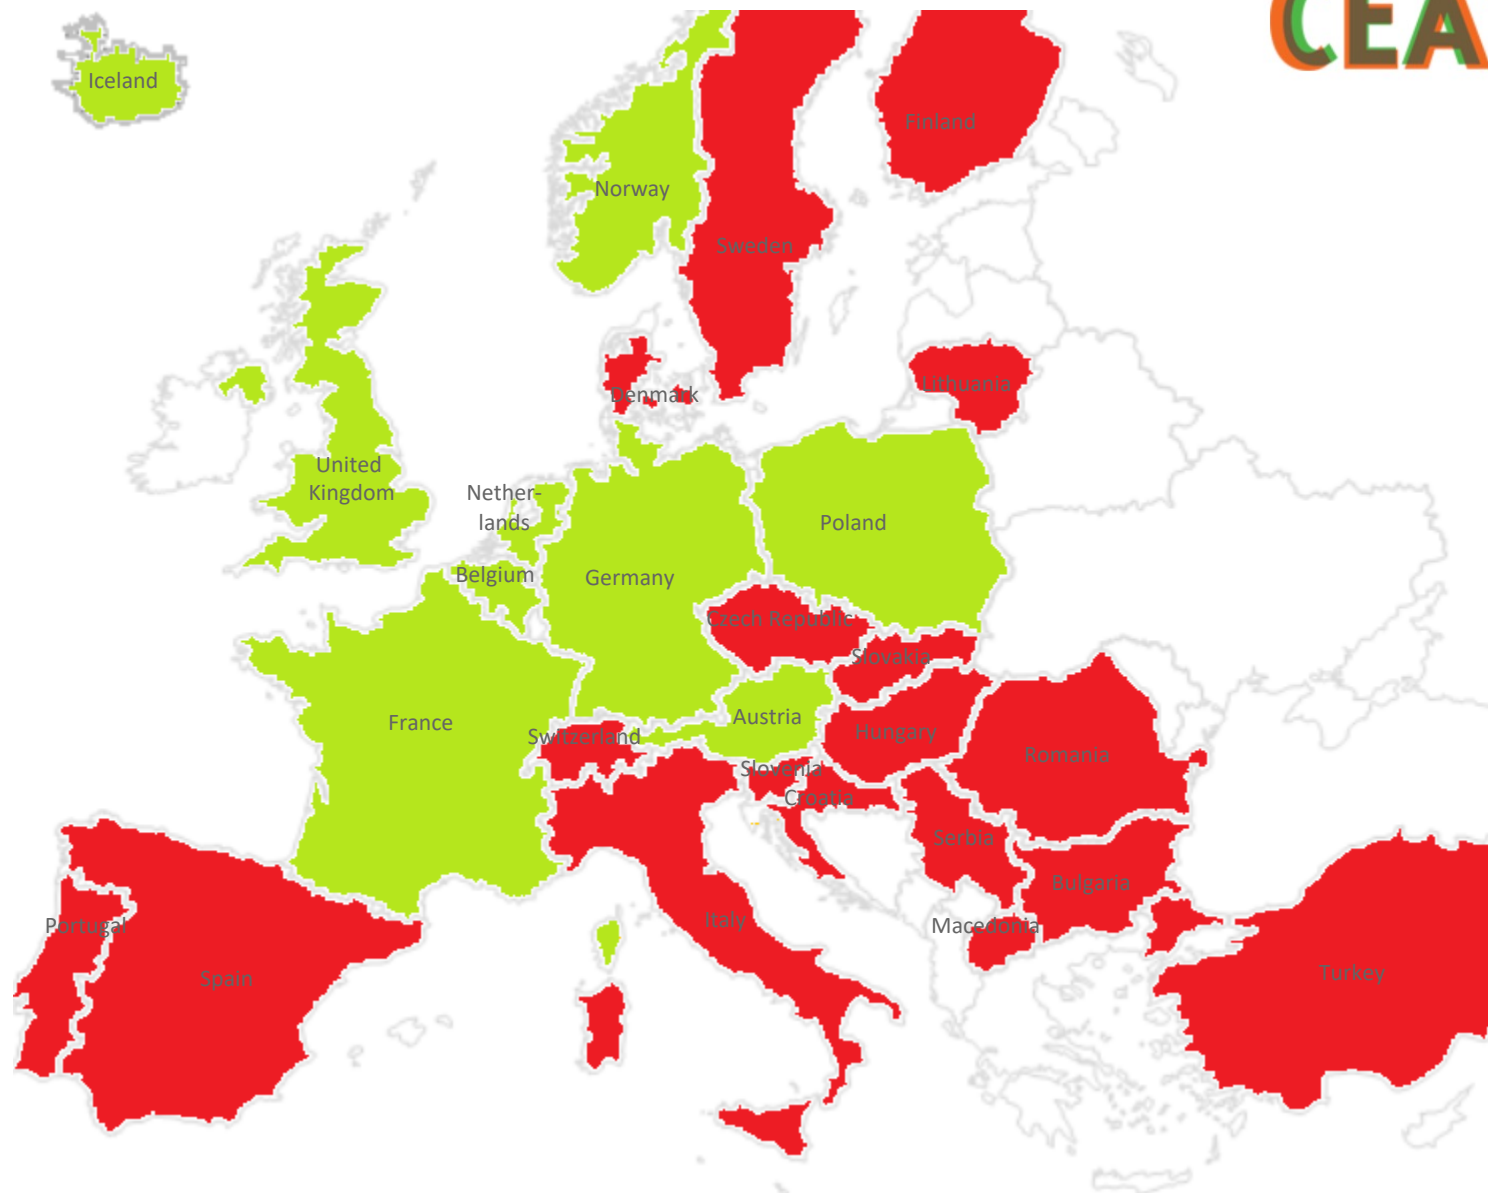 CEA
Iceland
Finland
Norway
Sweden
Lithuania
Denmark
United
Kingdom
Nether-
lands
Poland
Belgium
Germany
Czech Republic
Slovakia
Austria
France
Switzerland
Hungary
Romania
Slovenia
Croatia
Serbia
Bulgaria
Italy
Macedonia
Portugal
Spain
Turkey